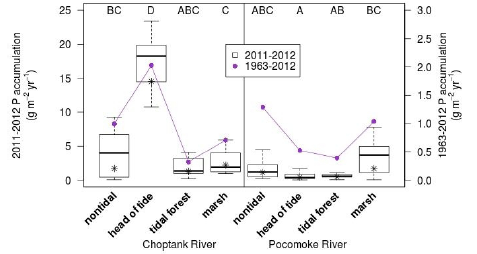 BC D ABC C ABC A AB BC
25
20
15
10
5
0
3.0
2.5
2.0
1.5
1.0
0.5
0.0
2011-2012 P accumulation
(g m⁻² yr⁻¹)
1963-2012 P accumulation
(g m⁻² yr⁻¹)
2011-2012
1963-2012
nontidal
head of tide
tidal forest
marsh
nontidal
head of tide
tidal forest
marsh
Choptank River
Pocomoke River